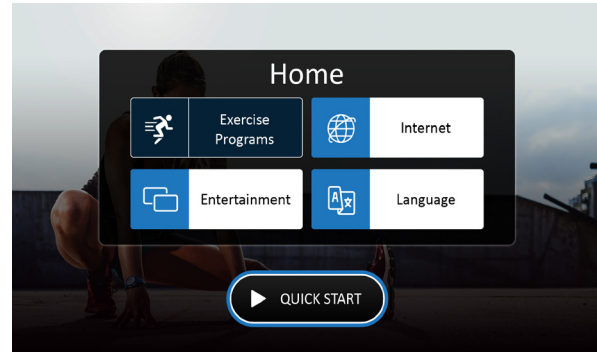 Home
Exercise
Programs
Internet
Entertainment
A
Language
QUICK START